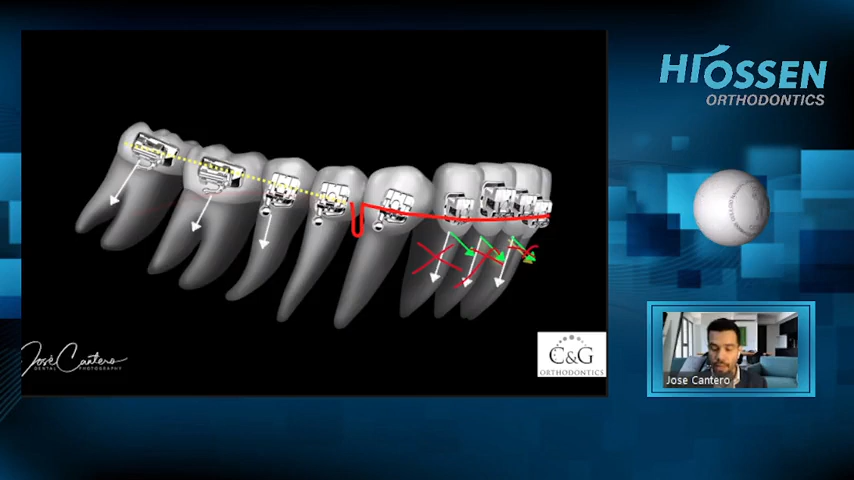 HIOSSEN
ORTHODONTICS
José Cantero
DENTAL PHOTOGRAPHY
C&G
ORTHODONTICS
Jose Cantero